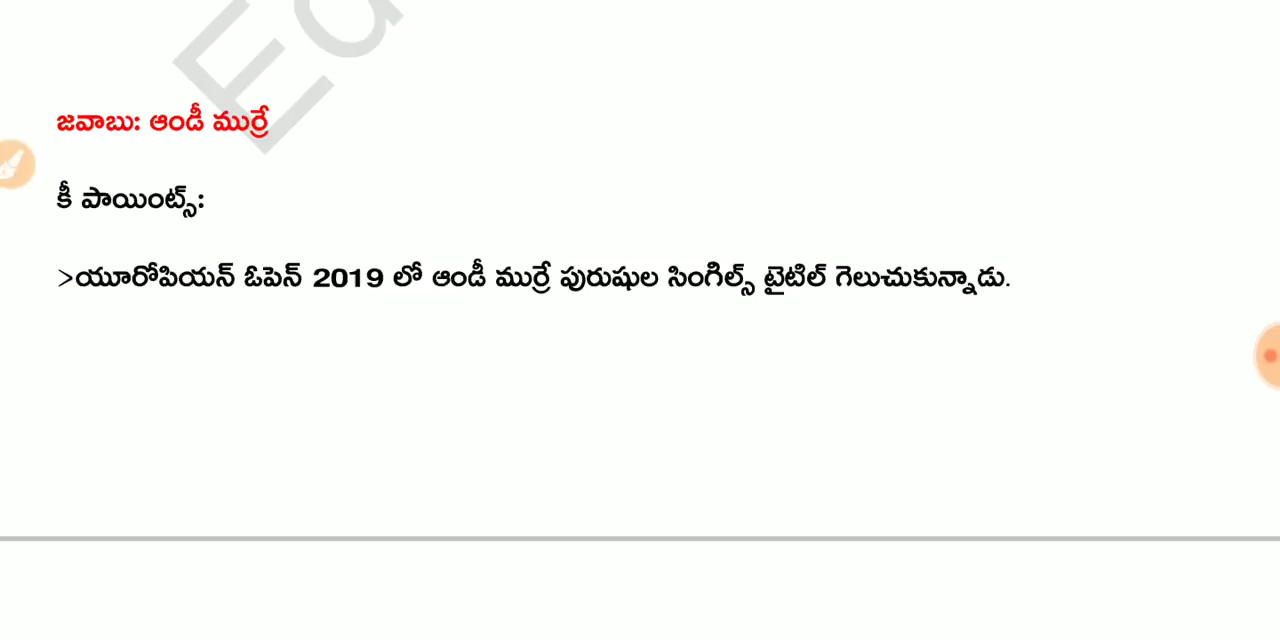 జవాబు: ఆండీ ముర్రే
కీ పాయింట్స్:
>యూరోపియన్ ఓపెన్ 2019 లో ఆండీ ముర్రే పురుషుల సింగిల్స్ టైటిల్ గెలుచుకున్నాడు.